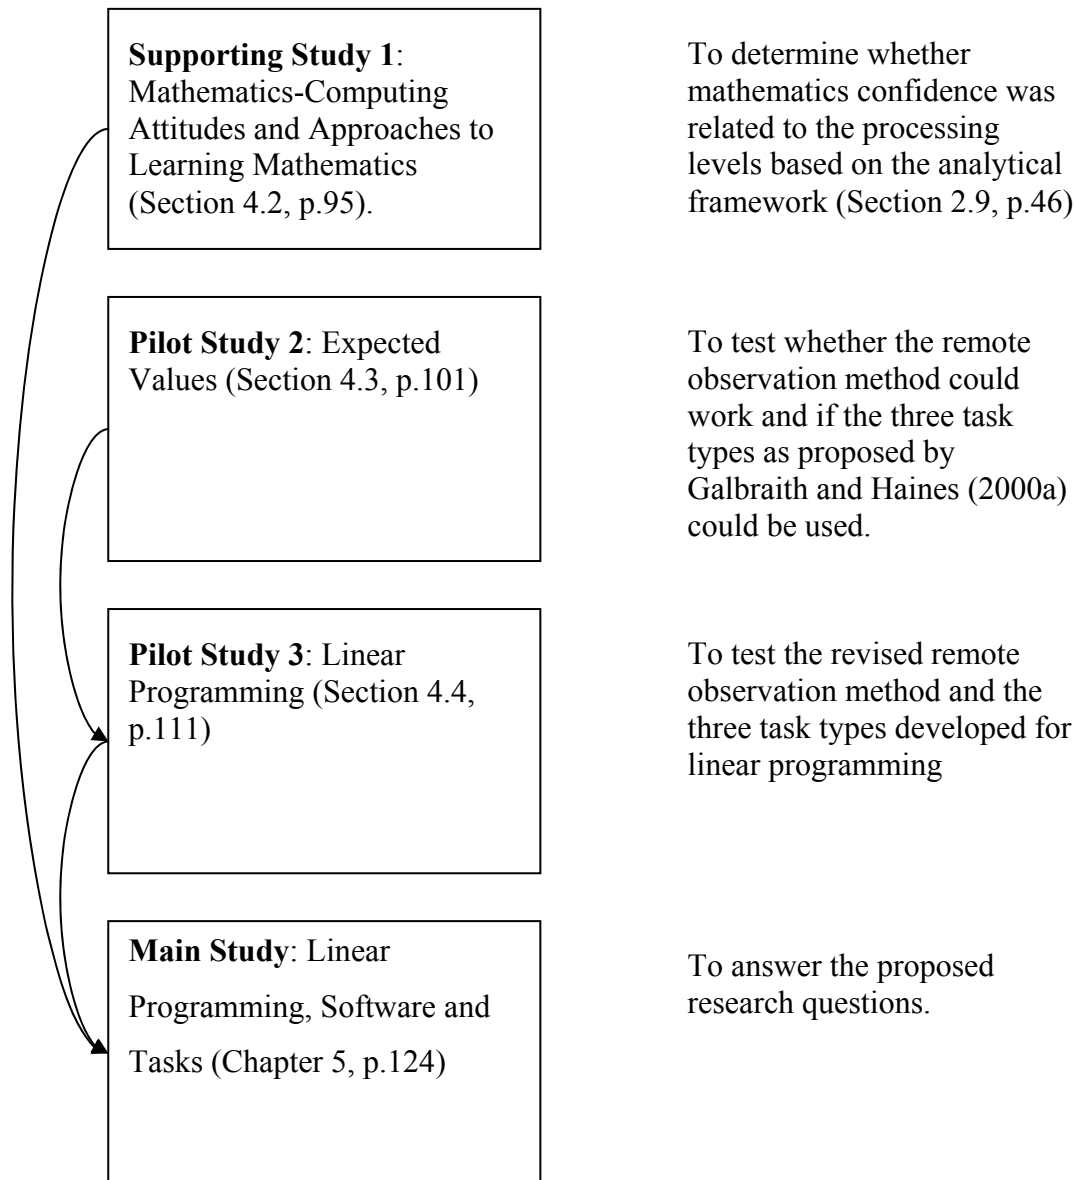 Supporting Study 1:
Mathematics-Computing
Attitudes and Approaches to
Learning Mathematics
(Section 4.2, p.95).
To determine whether
mathematics confidence was
related to the processing
levels based on the analytical
framework (Section 2.9, p.46)
Pilot Study 2: Expected
Values (Section 4.3, p.101)
To test whether the remote
observation method could
work and if the three task
types as proposed by
Galbraith and Haines (2000a)
could be used.
Pilot Study 3: Linear
Programming (Section 4.4,
p.111)
To test the revised remote
observation method and the
three task types developed for
linear programming
Main Study: Linear
Programming, Software and
Tasks (Chapter 5, p.124)
To answer the proposed
research questions.